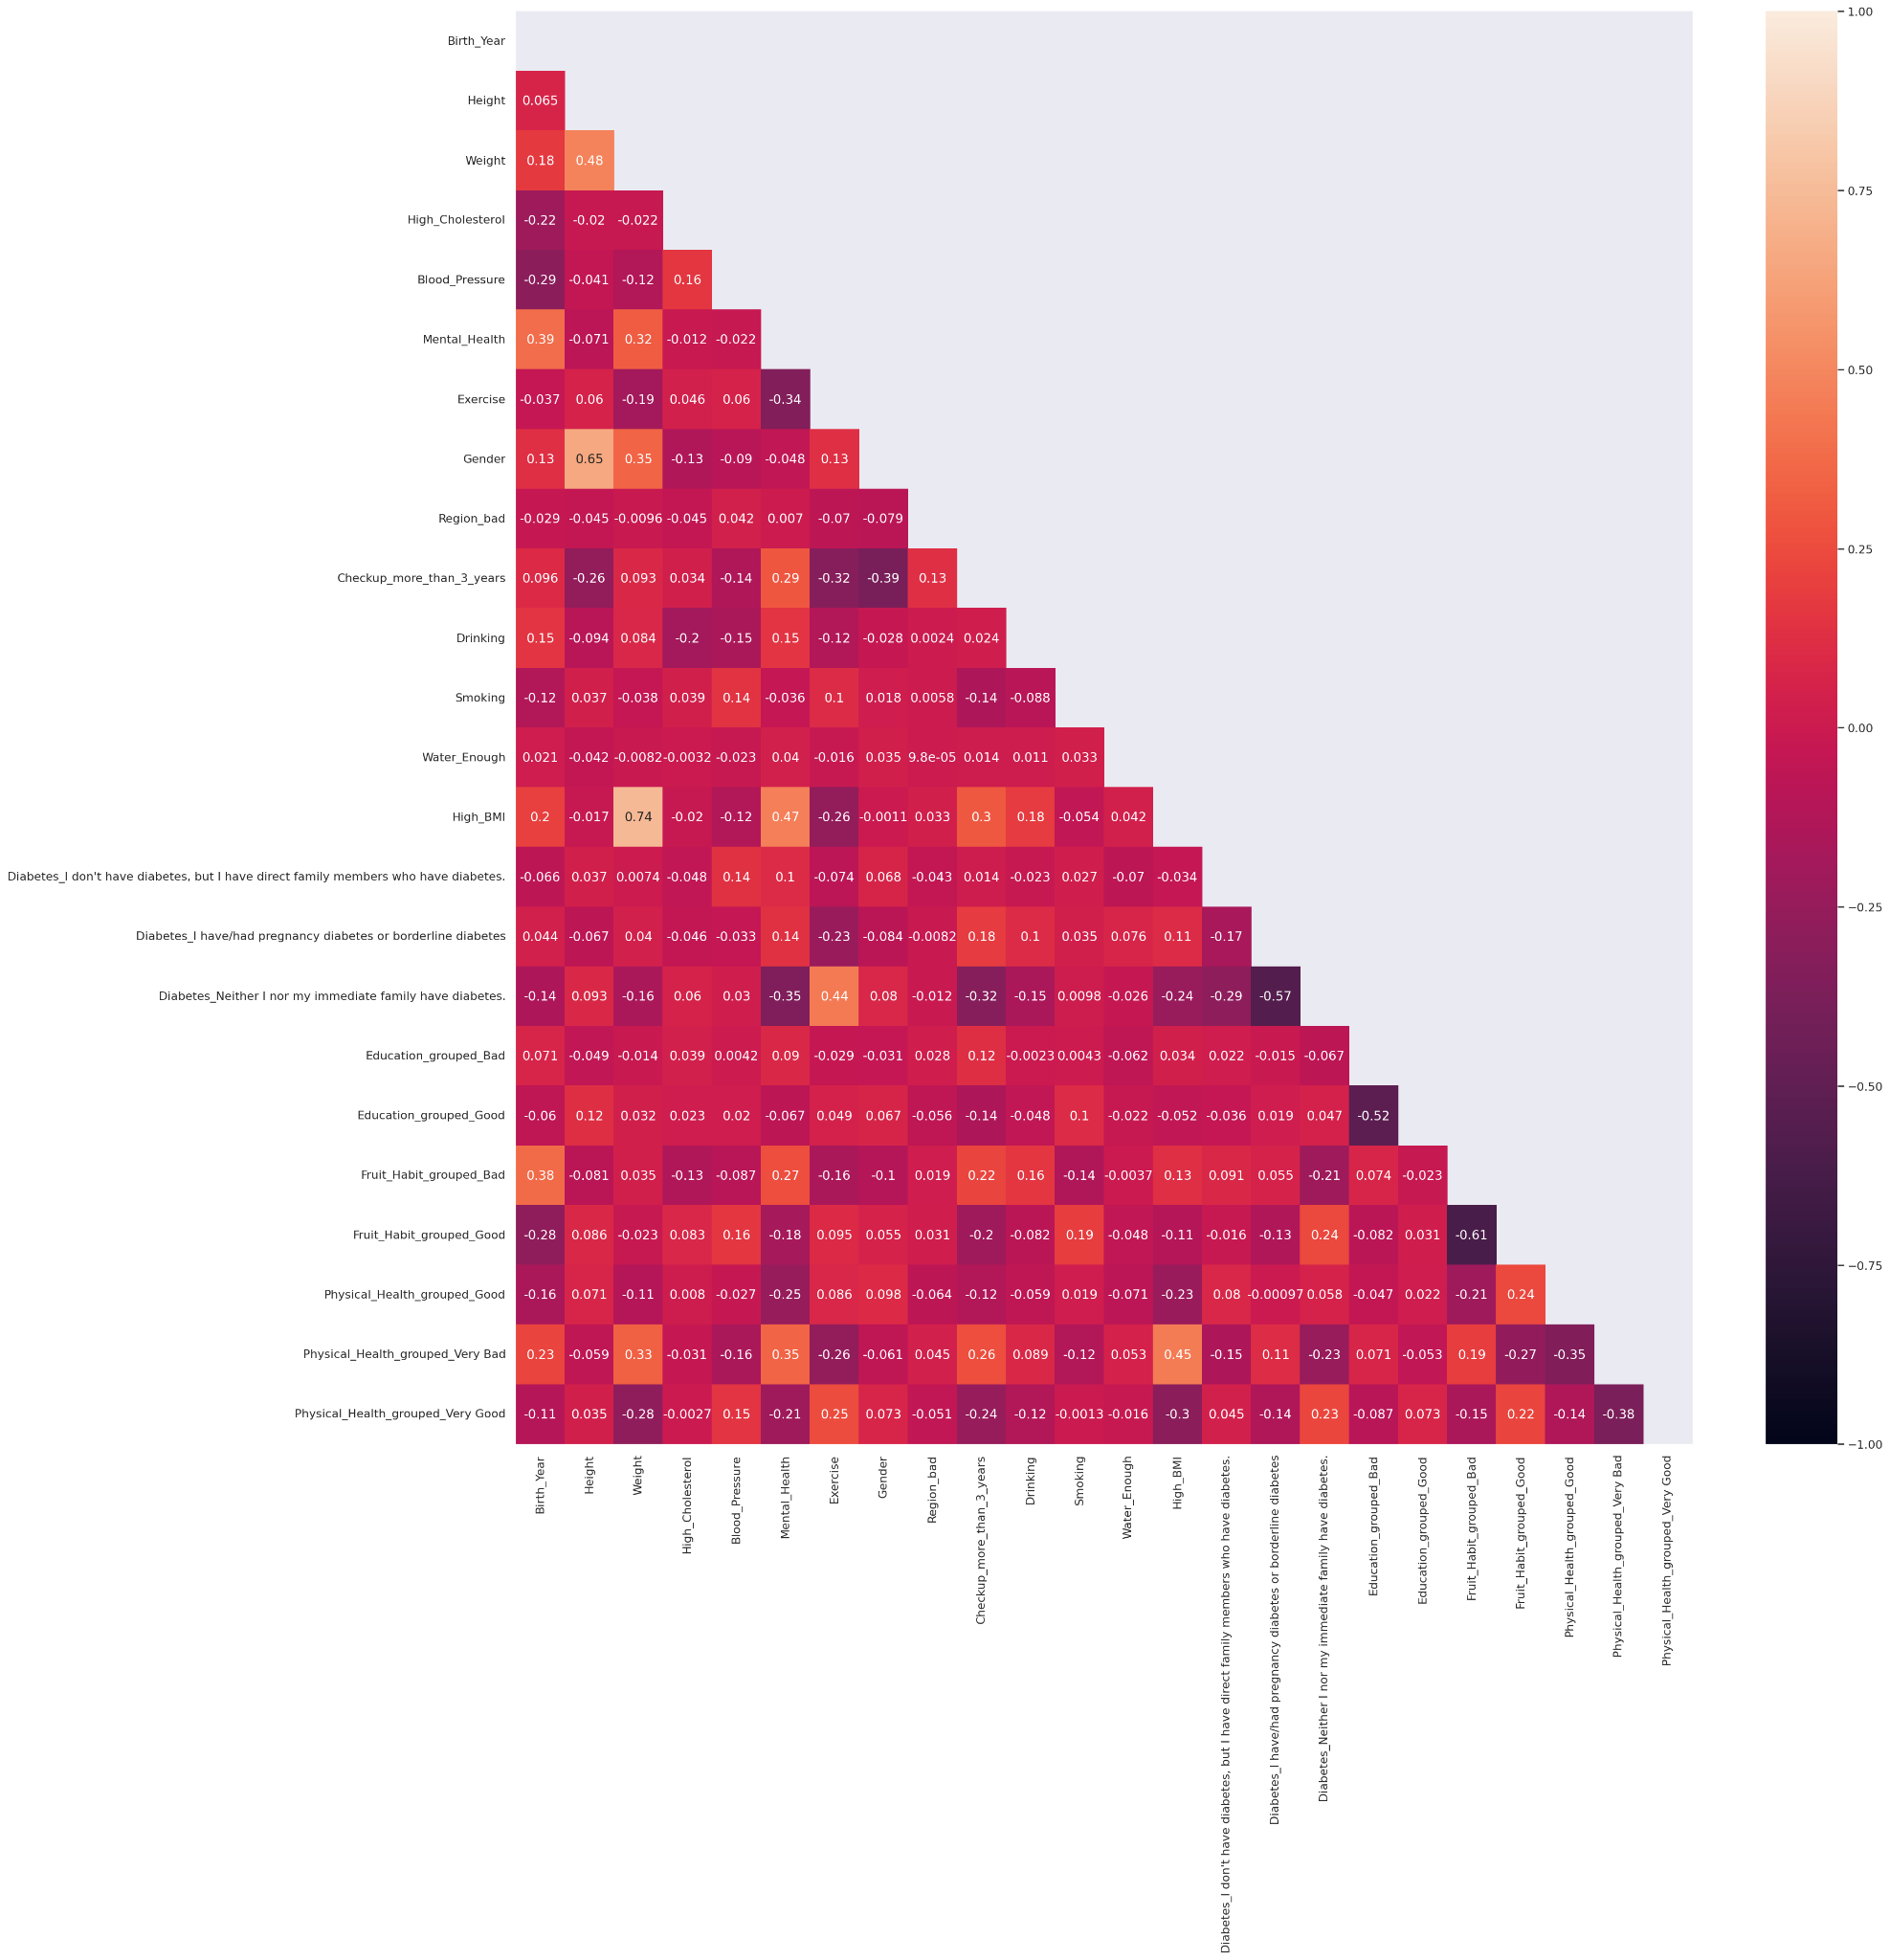 Birth_Year
Height 0.065
Weight 0.18 0.48
High_Cholesterol -0.22 -0.02 -0.022
Blood_Pressure -0.29 -0.041 -0.12 0.16
Mental_Health 0.39 -0.071 0.32 -0.012 -0.022
Exercise -0.037 0.06 -0.19 0.046 0.06 -0.34
Gender 0.13 0.65 0.35 -0.13 -0.09 -0.048 0.13
Region_bad -0.029 -0.045 -0.0096 -0.045 0.042 0.007 -0.07 -0.079
Checkup_more_than_3_years 0.096 -0.26 0.093 0.034 -0.14 0.29 -0.32 -0.39 0.13
Drinking 0.15 -0.094 0.084 -0.2 -0.15 0.15 -0.12 -0.028 0.0024 0.024
Smoking -0.12 0.037 -0.038 0.039 0.14 -0.036 0.1 0.018 0.0058 -0.14 -0.088
Water_Enough 0.021 -0.042 -0.0082 -0.0032 -0.023 0.04 -0.016 0.035 9.8e-05 0.014 0.011 0.033
High_BMI 0.2 -0.017 0.74 -0.02 -0.12 0.47 -0.26 -0.0011 0.033 0.3 0.18 -0.054 0.042
Diabetes_I don't have diabetes, but I have direct family members who have diabetes. -0.066 0.037 0.0074 -0.048 0.14 0.1 -0.074 0.068 -0.043 0.014 -0.023 0.027 -0.07 -0.034
Diabetes_I have/had pregnancy diabetes or borderline diabetes 0.044 -0.067 0.04 -0.046 -0.033 0.14 -0.23 -0.084 -0.0082 0.18 0.1 0.035 0.076 0.11 -0.17
Diabetes_Neither I nor my immediate family have diabetes. -0.14 0.093 -0.16 0.06 0.03 -0.35 0.44 0.08 -0.012 -0.32 -0.15 0.0098 -0.026 -0.24 -0.29 -0.57
Education_grouped_Bad 0.071 -0.049 -0.014 0.039 0.0042 0.09 -0.029 -0.031 0.028 0.12 -0.0023 0.0043 -0.062 0.034 0.022 -0.015 -0.067
Education_grouped_Good -0.06 0.12 0.032 0.023 0.02 -0.067 0.049 0.067 -0.056 -0.14 -0.048 0.1 -0.022 -0.052 -0.036 0.019 0.047 -0.52
Fruit_Habit_grouped_Bad 0.38 -0.081 0.035 -0.13 -0.087 0.27 -0.16 -0.1 0.019 0.22 0.16 -0.14 -0.0037 0.13 0.091 0.055 -0.21 0.074 -0.023
Fruit_Habit_grouped_Good -0.28 0.086 -0.023 0.083 0.16 -0.18 0.095 0.055 0.031 -0.2 -0.082 0.19 -0.048 -0.11 -0.016 -0.13 0.24 -0.082 0.031 -0.61
Physical_Health_grouped_Good -0.16 0.071 -0.11 0.008 -0.027 -0.25 0.086 0.098 -0.064 -0.12 -0.059 0.019 -0.071 -0.23 0.08 -0.00097 0.058 -0.047 0.022 -0.21 0.24
Physical_Health_grouped_Very Bad 0.23 -0.059 0.33 -0.031 -0.16 0.35 -0.26 -0.061 0.045 0.26 0.089 -0.12 0.053 0.45 -0.15 0.11 -0.23 0.071 -0.053 0.19 -0.27 -0.35
Physical_Health_grouped_Very Good -0.11 0.035 -0.28 -0.0027 0.15 -0.21 0.25 0.073 -0.051 -0.24 -0.12 -0.0013 -0.016 -0.3 0.045 -0.14 0.23 -0.087 0.073 -0.15 0.22 -0.14 -0.38
Birth_Year
Height
Weight
High_Cholesterol
Blood_Pressure
Mental_Health
Exercise
Gender
Region_bad
Checkup_more_than_3_years
Drinking
Smoking
Water_Enough
High_BMI
Diabetes_I don't have diabetes, but I have direct family members who have diabetes.
Diabetes_I have/had pregnancy diabetes or borderline diabetes
Diabetes_Neither I nor my immediate family have diabetes.
Education_grouped_Bad
Education_grouped_Good
Fruit_Habit_grouped_Bad
Fruit_Habit_grouped_Good
Physical_Health_grouped_Good
Physical_Health_grouped_Very Bad
Physical_Health_grouped_Very Good
1.00
0.75
0.50
0.25
0.00
−0.25
−0.50
−0.75
−1.00